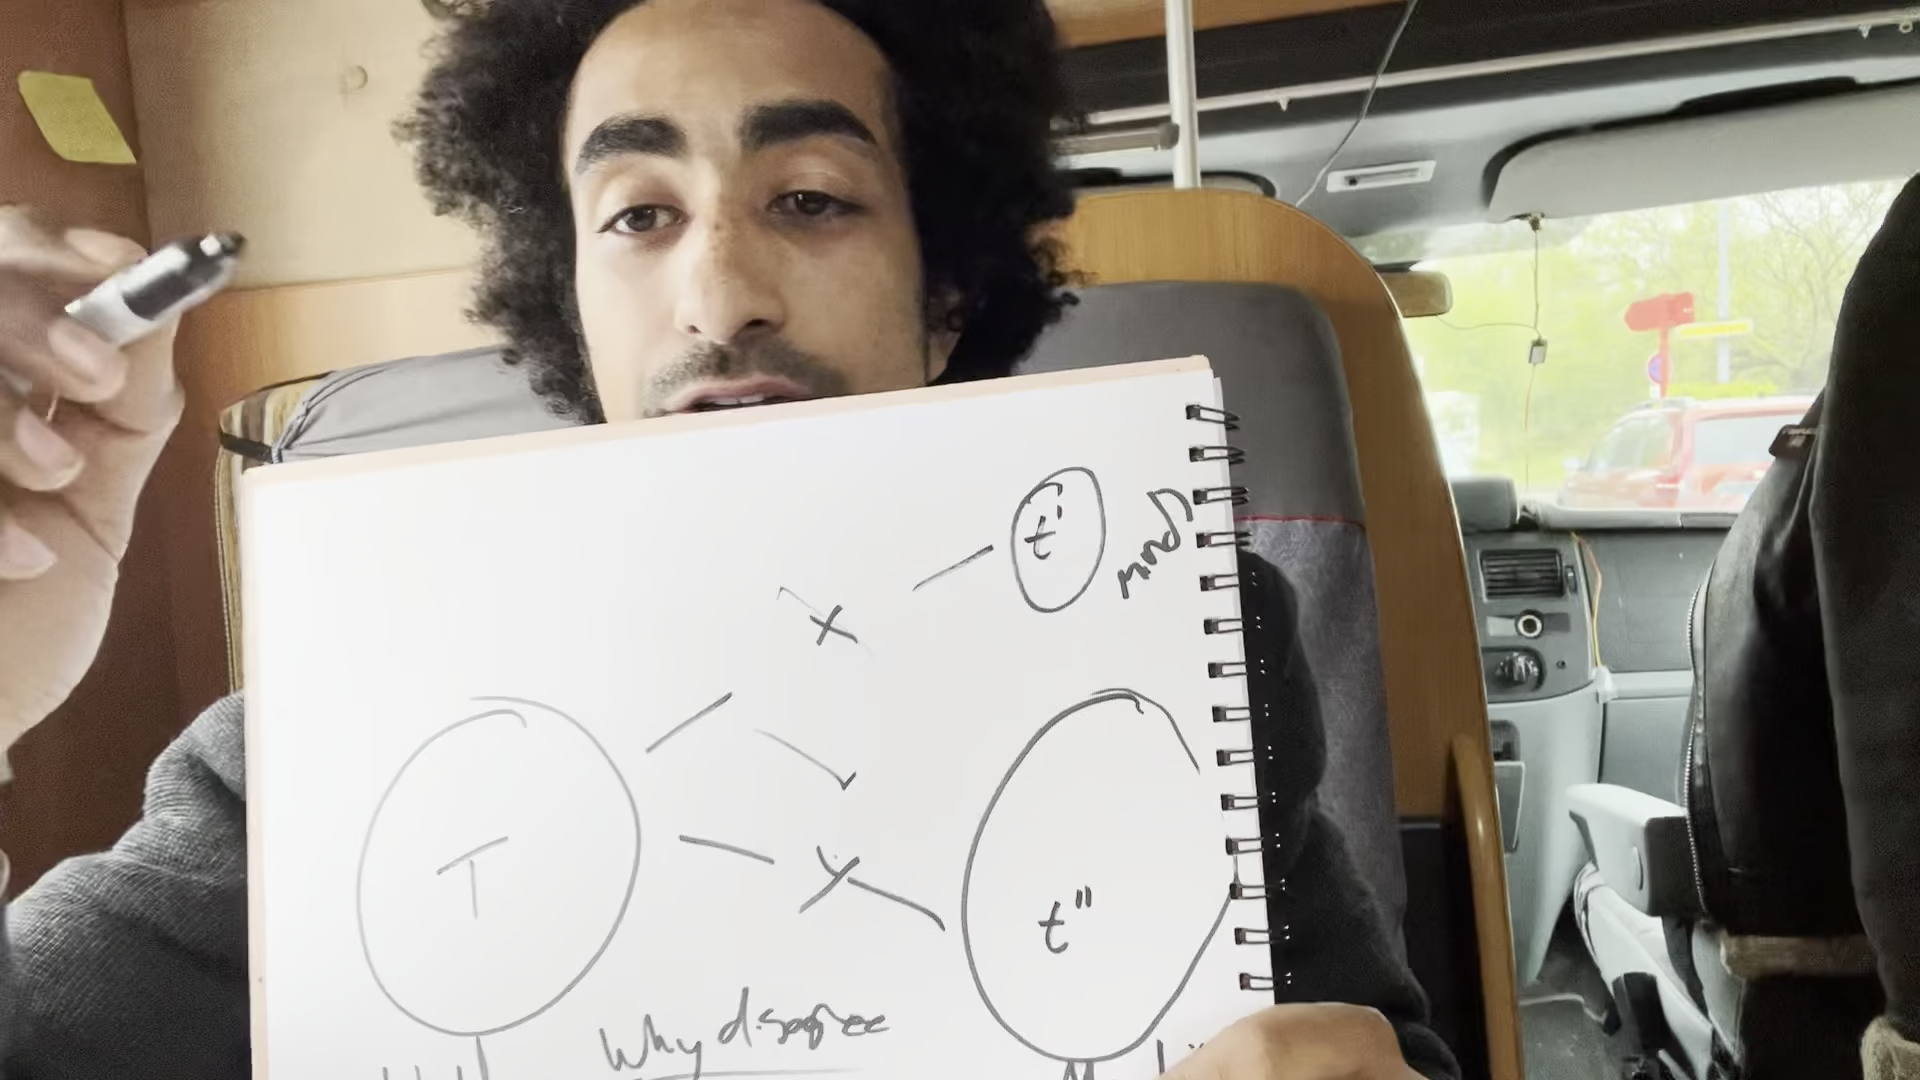 t'
mind
x
T
x
t"
Why disagree